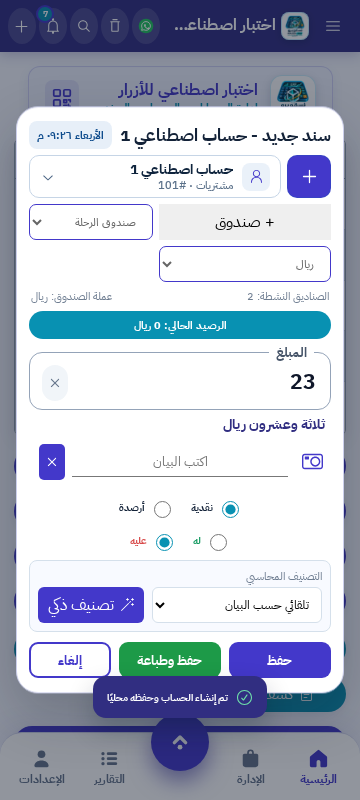 اختبار اصطناعي...
7
اختبار اصطناعي للأزرار
سند جديد - حساب اصطناعي 1
الأربعاء ٠٩:٢٦ م
حساب اصطناعي 1
مشتريات · #101
+ صندوق
صندوق الرحلة
ريال
الصناديق النشطة: 2
عملة الصندوق: ريال
الرصيد الحالي: 0 ريال
المبلغ
23
ثلاثة وعشرون ريال
اكتب البيان
نقدية
أرصدة
له
عليه
التصنيف المحاسبي
تلقائي حسب البيان
تصنيف ذكي
حفظ
حفظ وطباعة
إلغاء
تم إنشاء الحساب وحفظه محليًا
الرئيسية
الإدارة
التقارير
الإعدادات